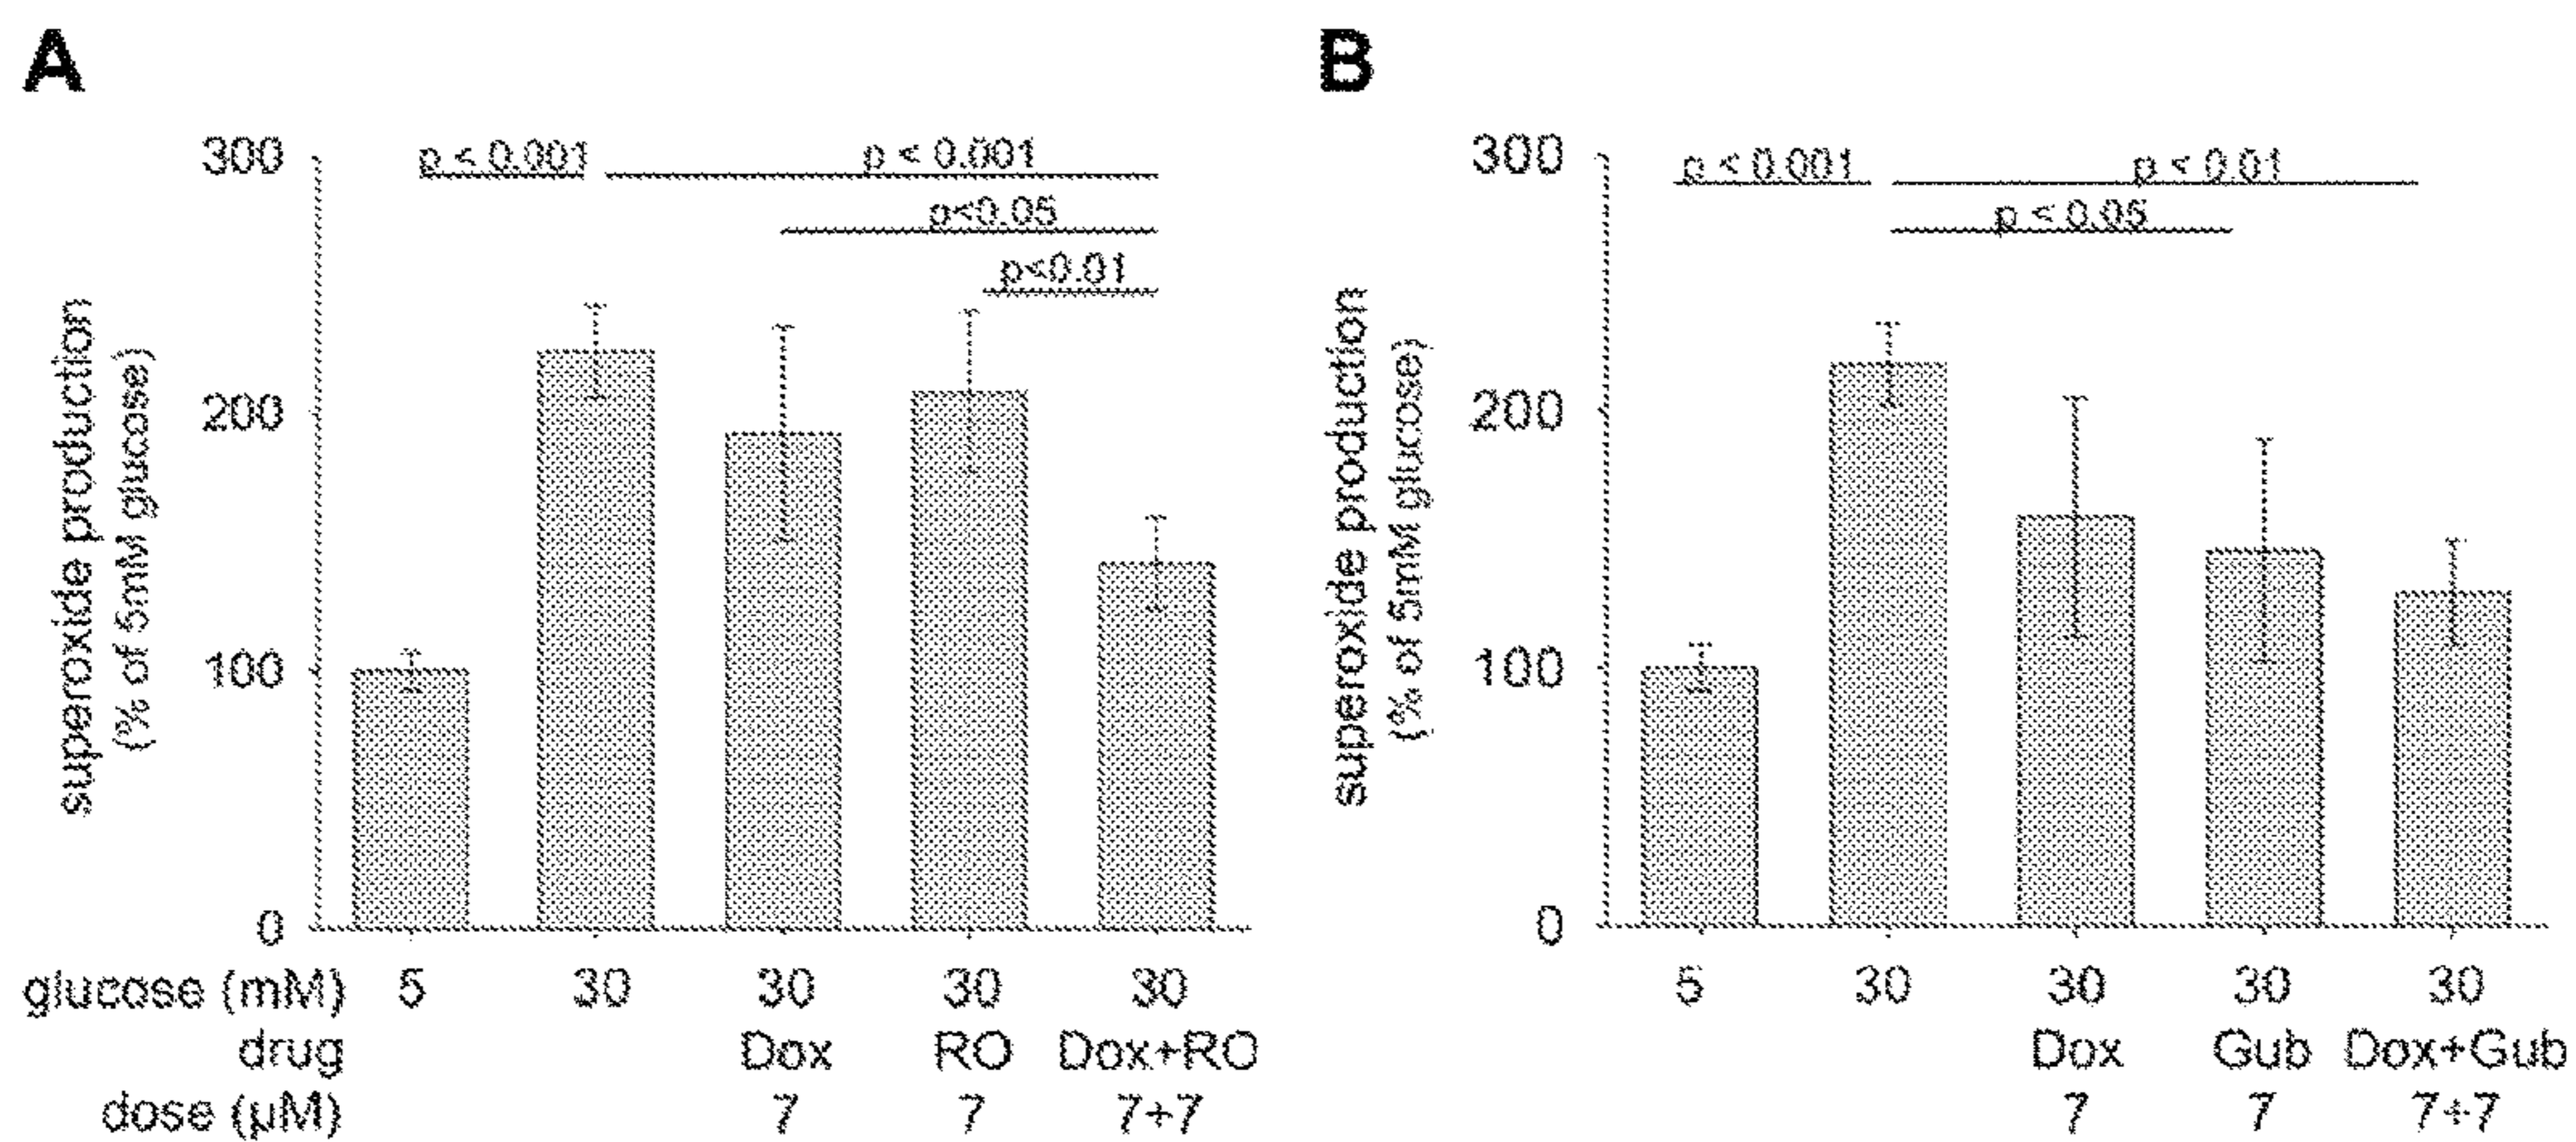 A
300
200
100
0
superoxide production
(% of 5mM glucose)
p < 0.001
p < 0.001
p<0.05
p<0.01
glucose (mM) 5 30 30 30 30
drug Dox RO Dox+RO
dose (µM) 7 7 7+7
B
300
200
100
0
superoxide production
(% of 5mM glucose)
p < 0.001
p < 0.01
p < 0.05
5 30 30 30 30
Dox Gub Dox+Gub
7 7 7+7